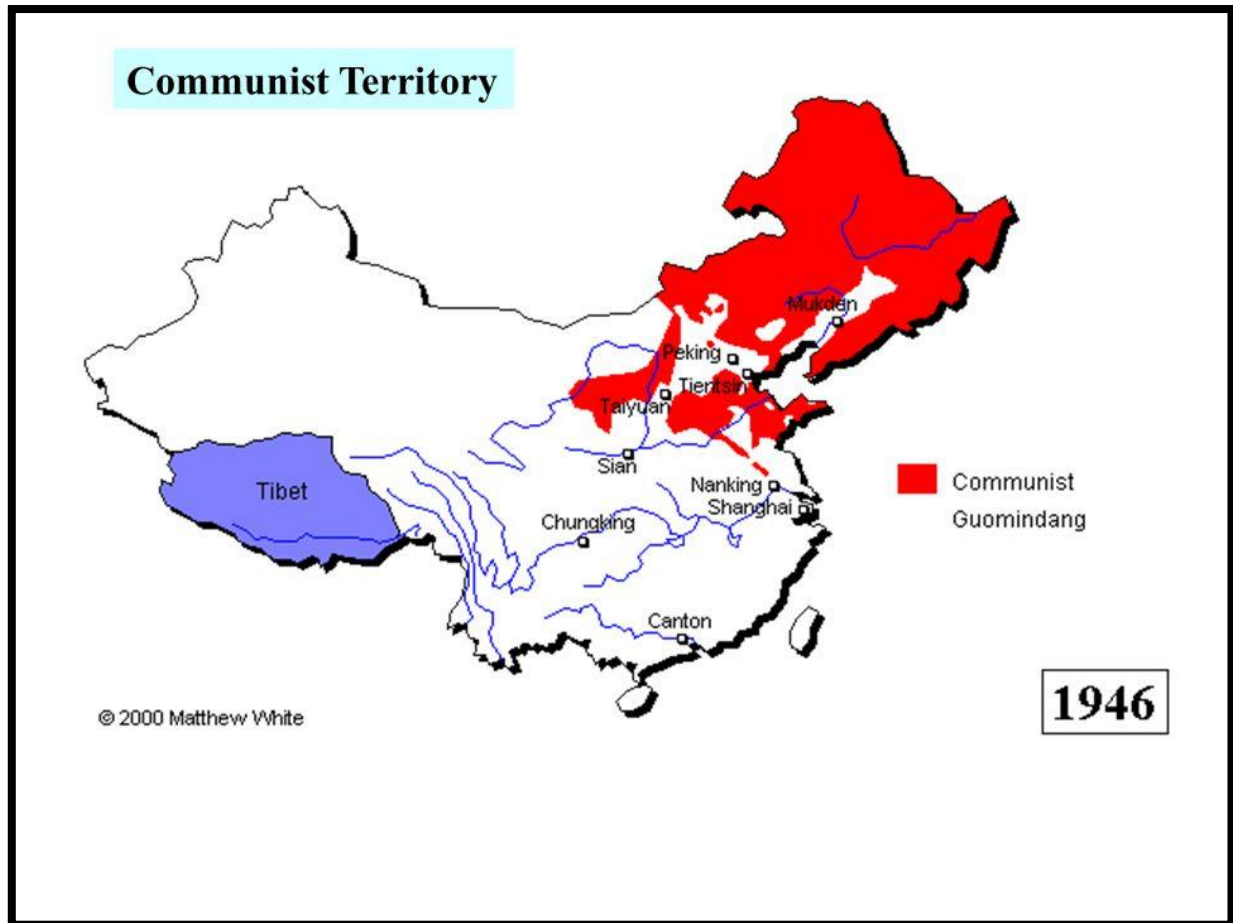 Communist Territory
Mukden
Peking
Tientsin
Taiyuan
Sian
Tibet
Communist
Nanking
Shanghai
Guomindang
Chungking
Canton
1946
© 2000 Matthew White